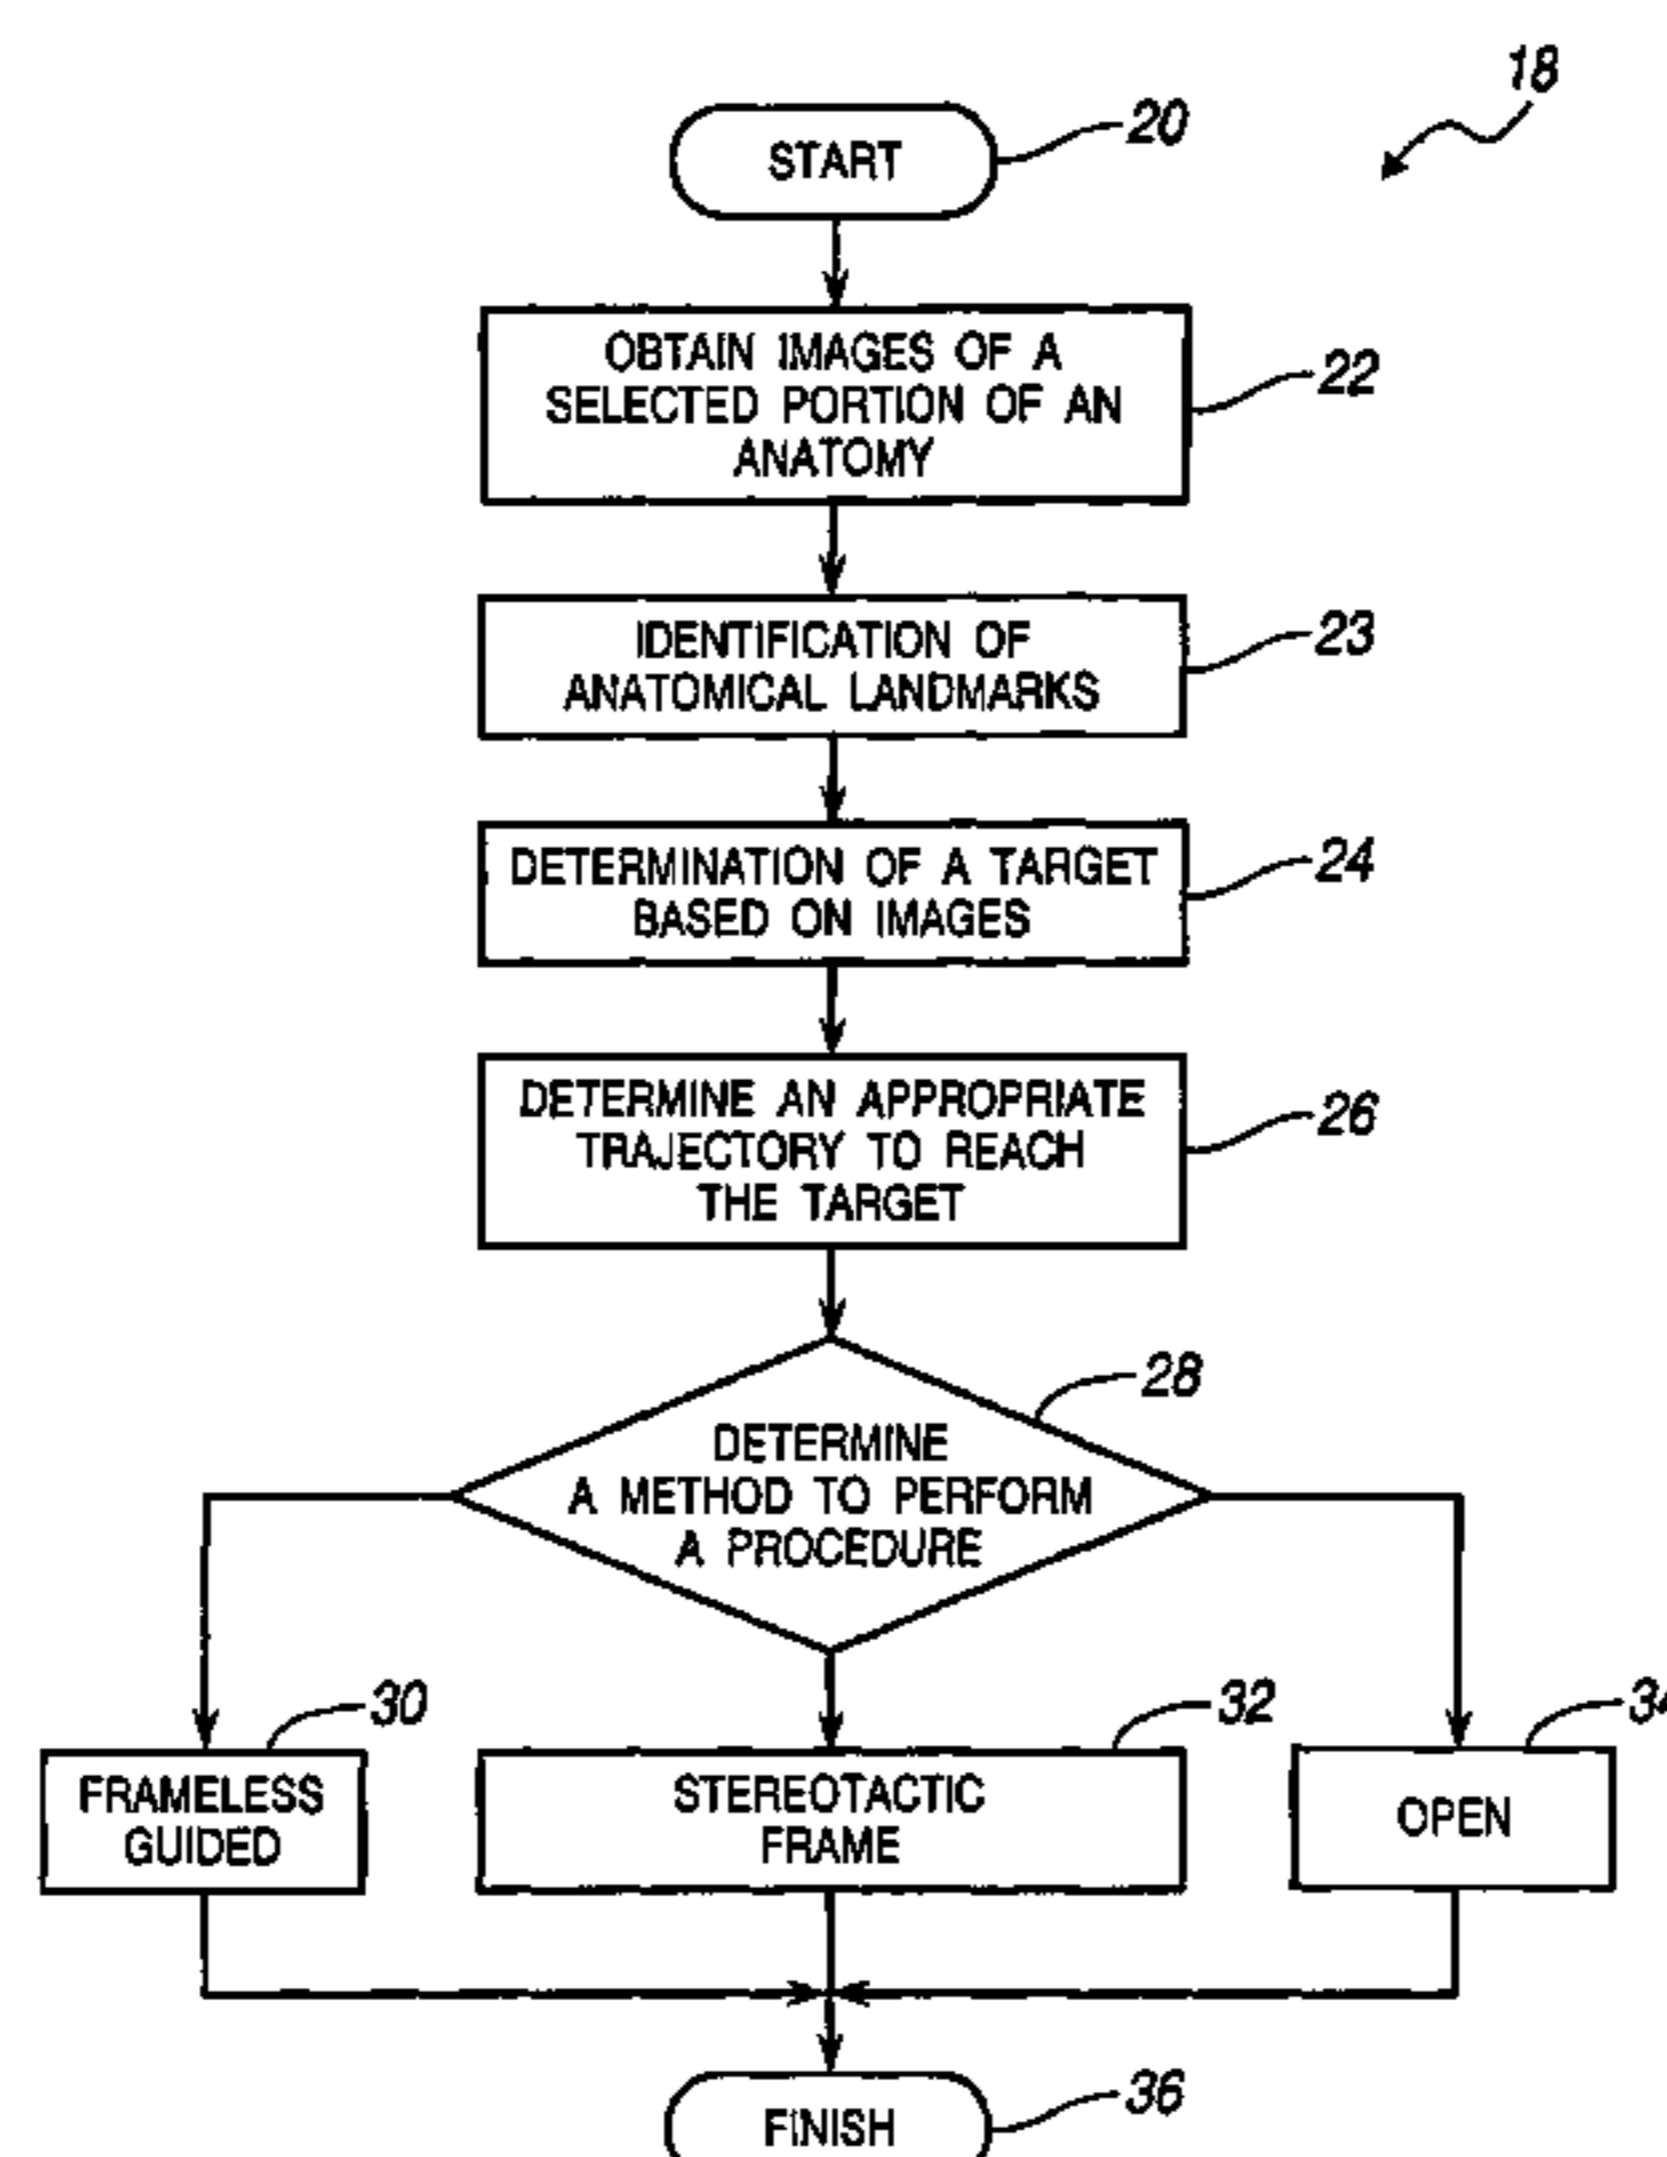 18
START
20
OBTAIN IMAGES OF A
SELECTED PORTION OF AN
ANATOMY
22
IDENTIFICATION OF
ANATOMICAL LANDMARKS
23
DETERMINATION OF A TARGET
BASED ON IMAGES
24
DETERMINE AN APPROPRIATE
TRAJECTORY TO REACH
THE TARGET
26
DETERMINE
A METHOD TO PERFORM
A PROCEDURE
28
FRAMELESS
GUIDED
30
STEREOTACTIC
FRAME
32
OPEN
34
FINISH
36